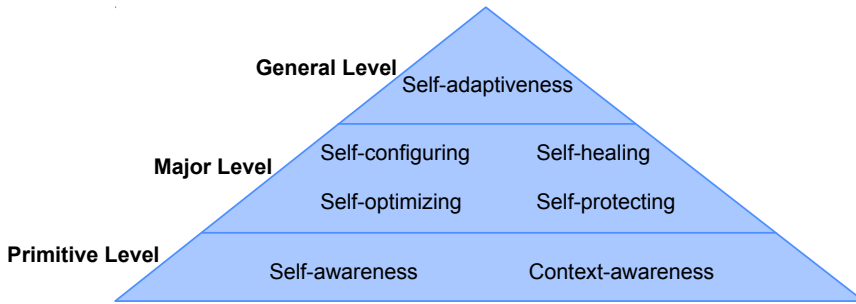 General Level
Self-adaptiveness
Major Level
Self-configuring Self-healing
Self-optimizing Self-protecting
Primitive Level
Self-awareness Context-awareness